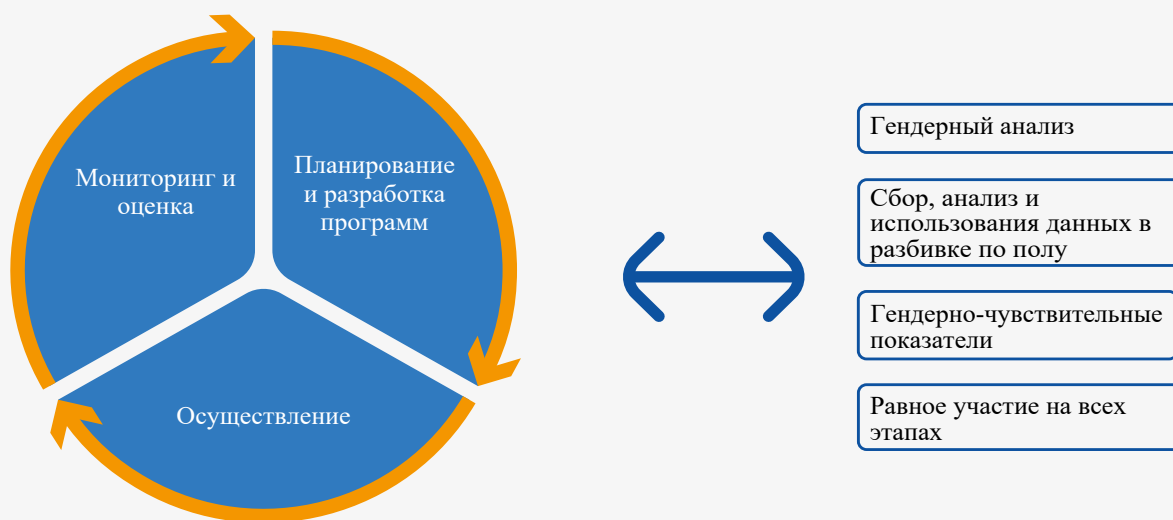 Мониторинг и
оценка
Планирование
и разработка
программ
Осуществление
Гендерный анализ
Сбор, анализ и
использования данных в
разбивке по полу
Гендерно-чувствительные
показатели
Равное участие на всех
этапах